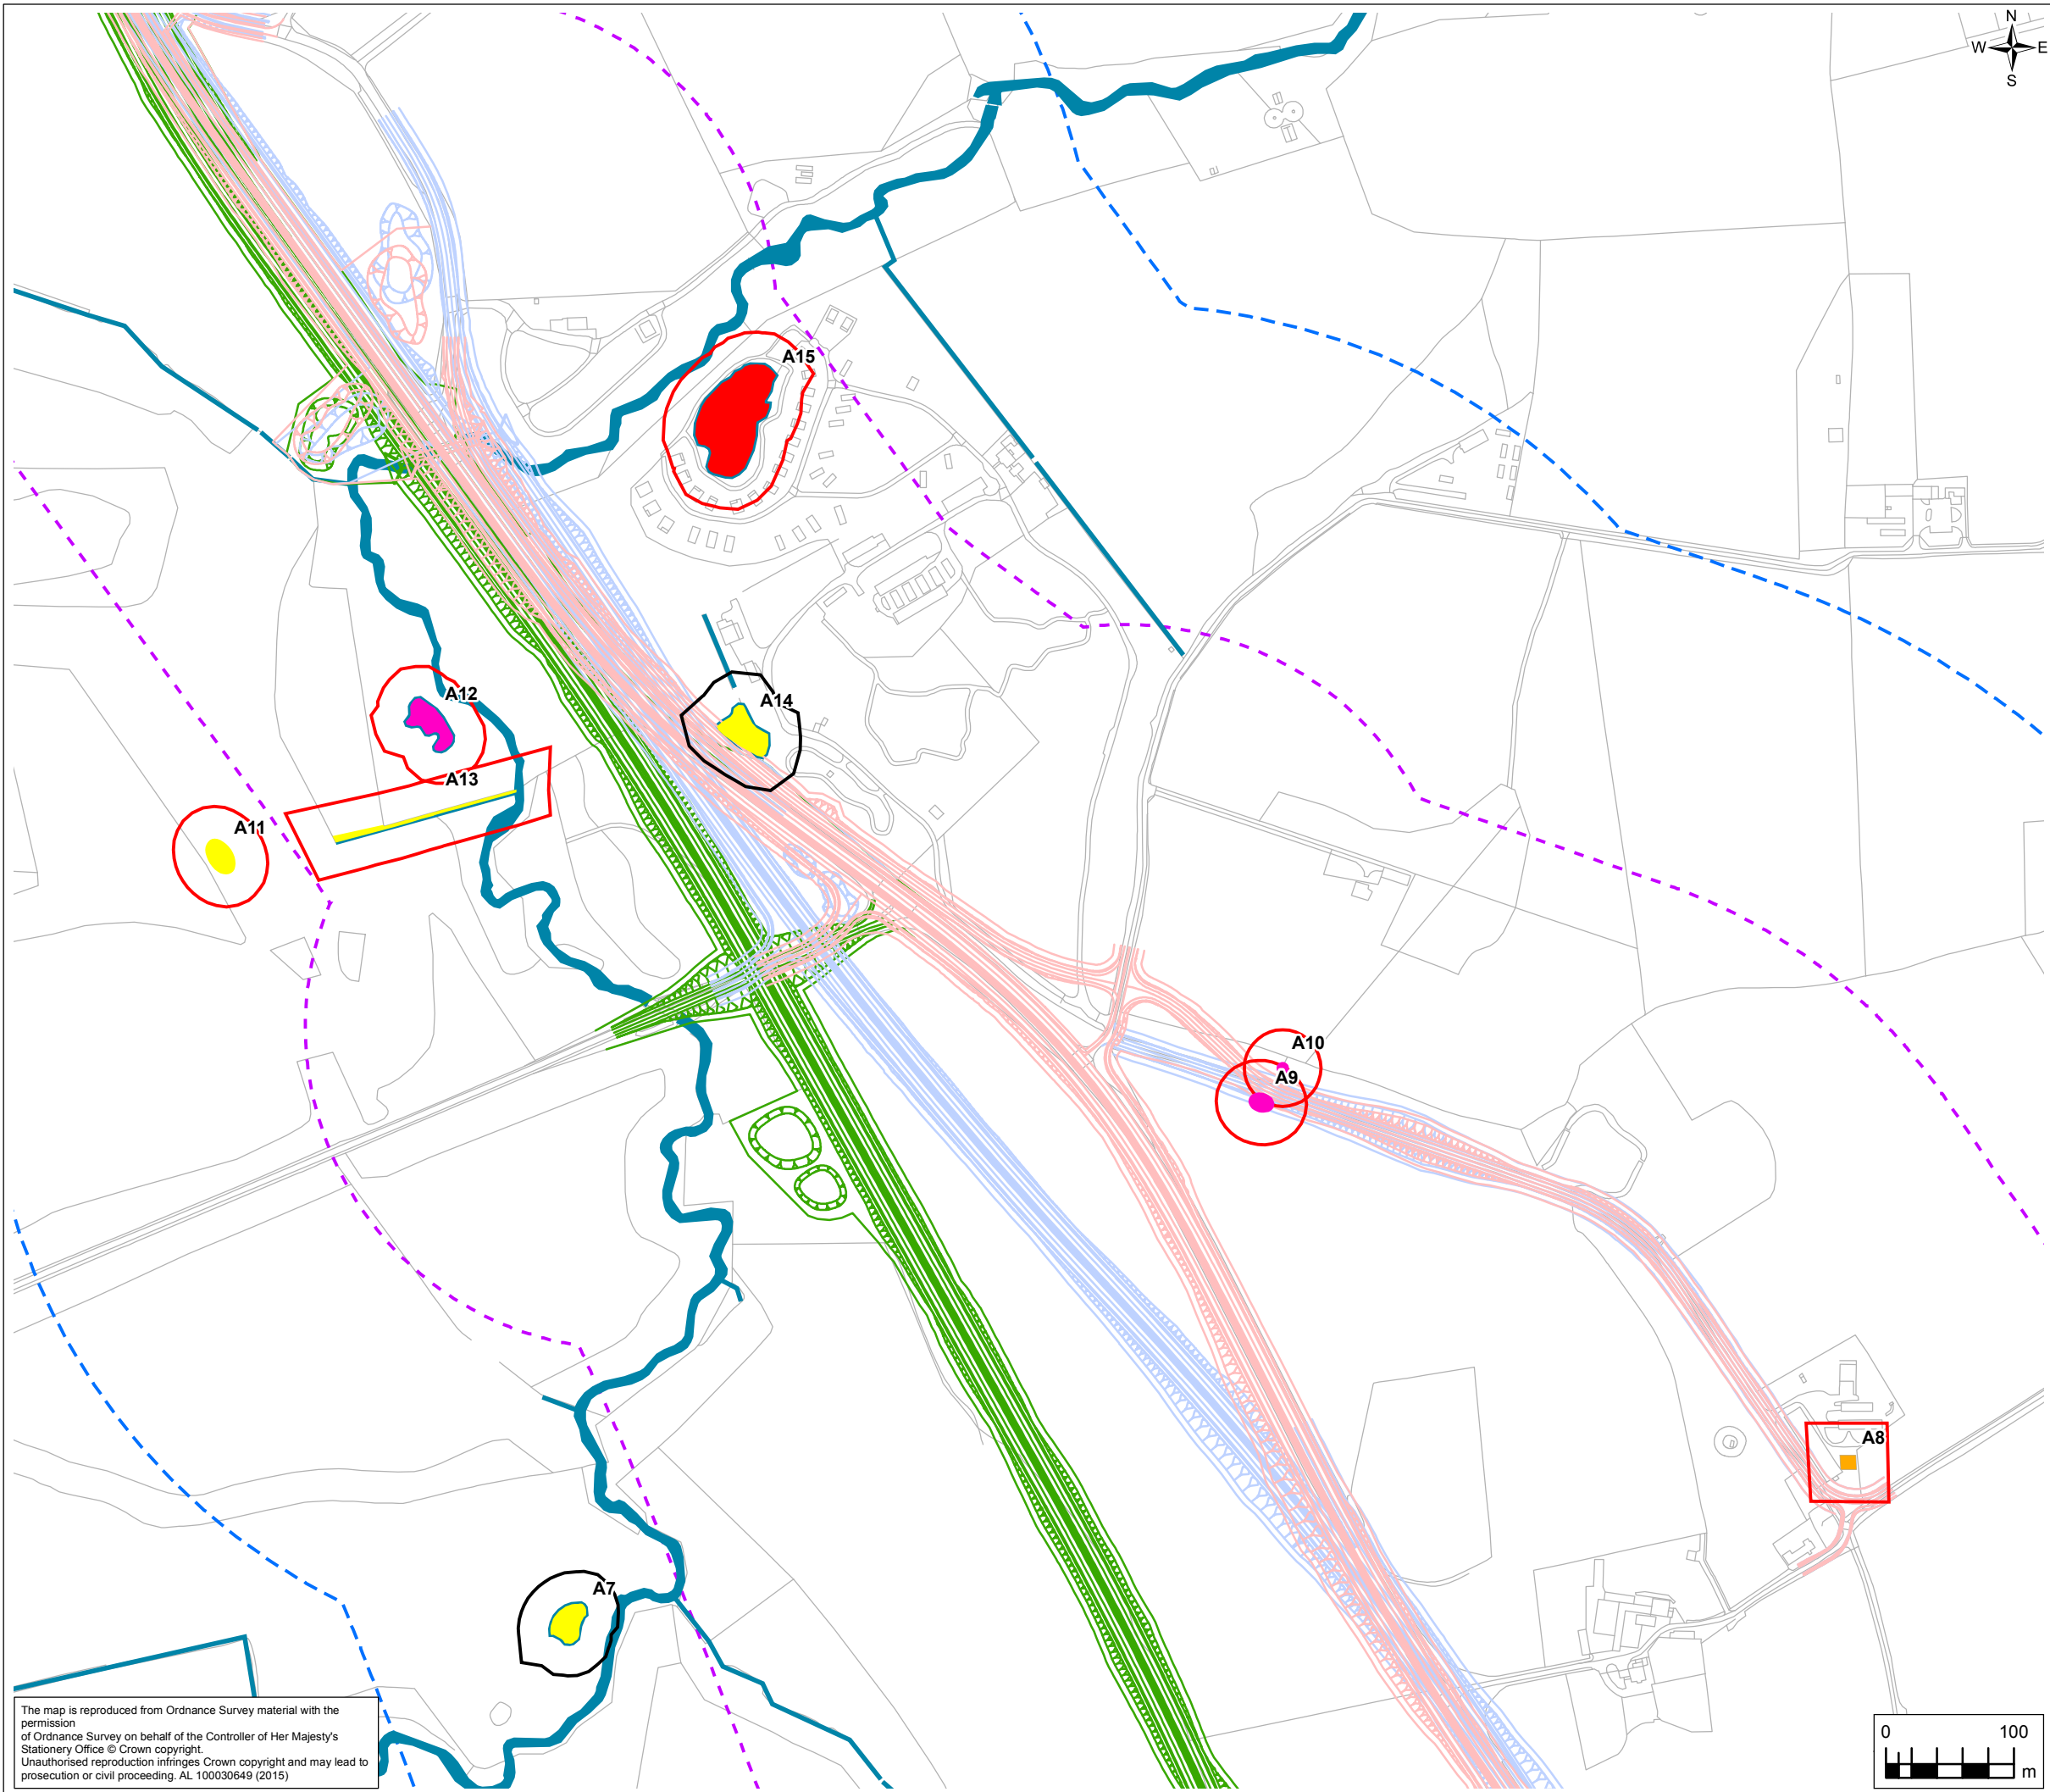 N
W E
S
A15
A12
A14
A13
A11
A10
A9
A8
A7
The map is reproduced from Ordnance Survey material with the
permission
of Ordnance Survey on behalf of the Controller of Her Majesty's
Stationery Office © Crown copyright.
Unauthorised reproduction infringes Crown copyright and may lead to
prosecution or civil proceeding. AL 100030649 (2015)
0 100
m